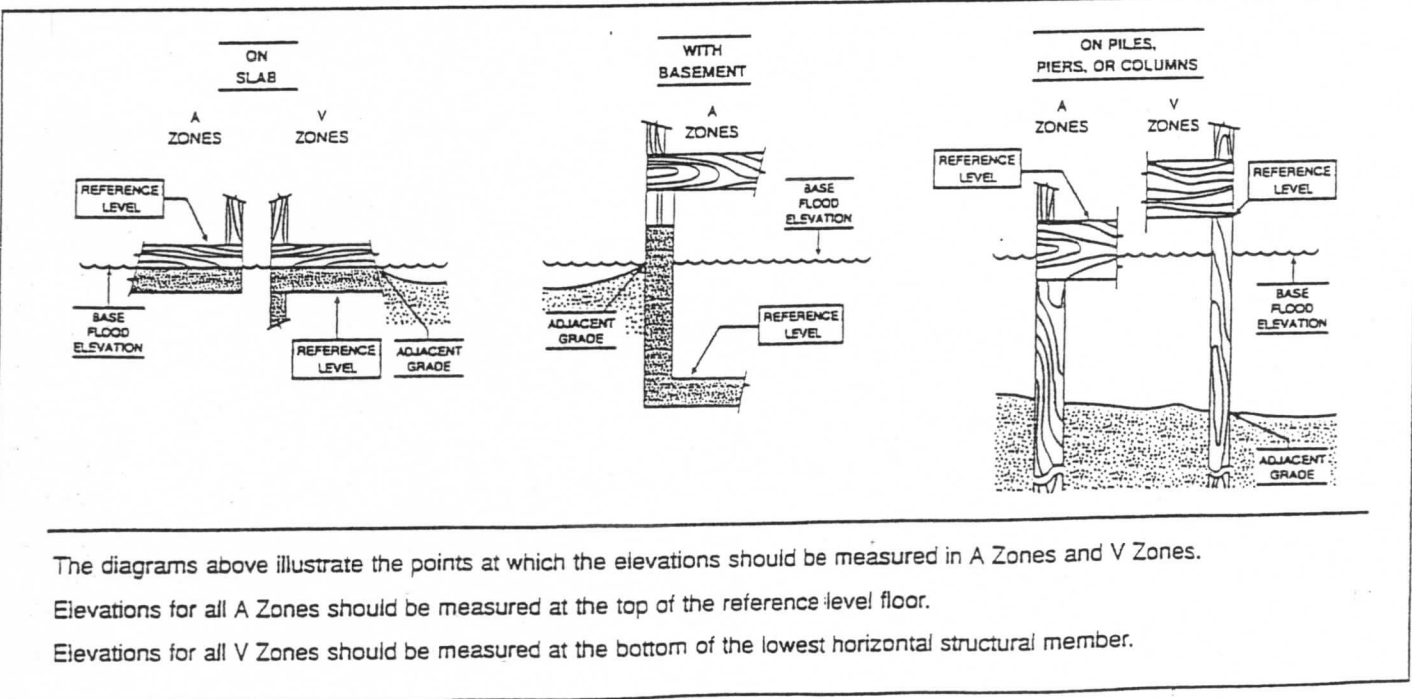 ON
SLAB
A
ZONES
V
ZONES
REFERENCE
LEVEL
BASE
FLOOD
ELEVATION
REFERENCE
LEVEL
ADJACENT
GRADE
WITH
BASEMENT
A
ZONES
BASE
FLOOD
ELEVATION
ADJACENT
GRADE
REFERENCE
LEVEL
ON PILES,
PIERS, OR COLUMNS
A
ZONES
V
ZONES
REFERENCE
LEVEL
REFERENCE
LEVEL
BASE
FLOOD
ELEVATION
ADJACENT
GRADE
The diagrams above illustrate the points at which the elevations should be measured in A Zones and V Zones.
Elevations for all A Zones should be measured at the top of the reference level floor.
Elevations for all V Zones should be measured at the bottom of the lowest horizontal structural member.